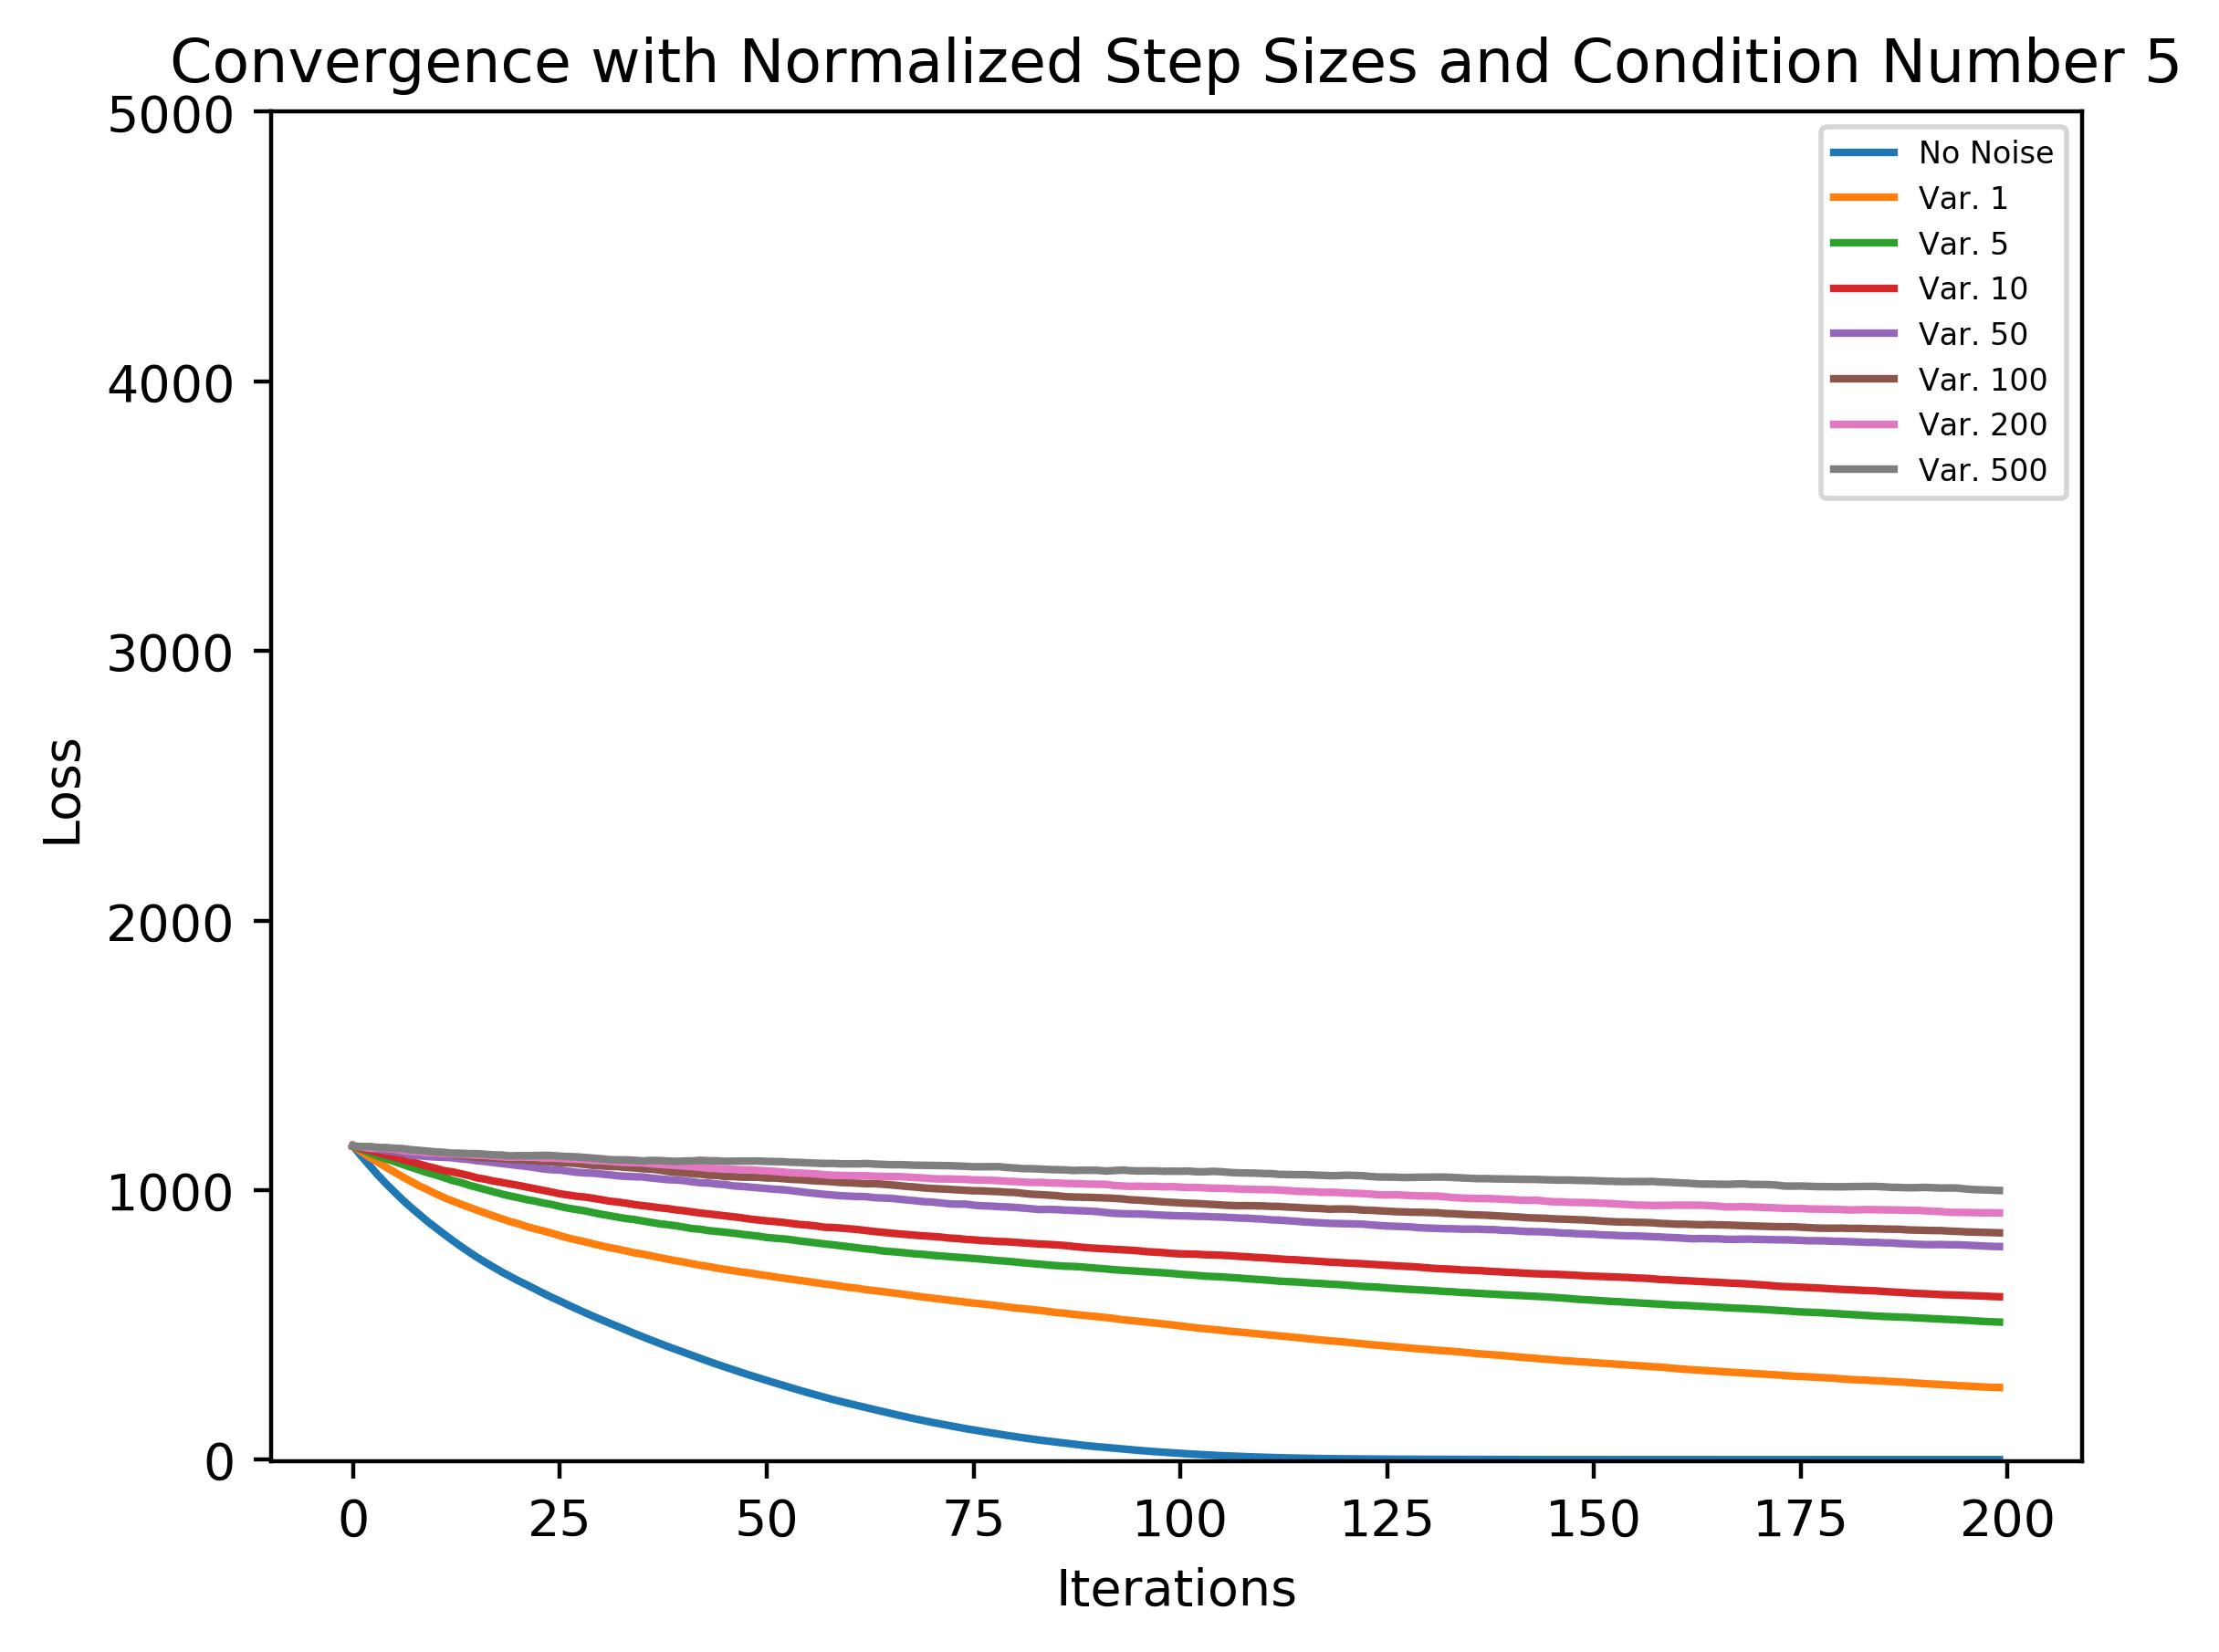 Convergence with Normalized Step Sizes and Condition Number 5
5000
4000
3000
2000
1000
0
Loss
No Noise
Var. 1
Var. 5
Var. 10
Var. 50
Var. 100
Var. 200
Var. 500
0 25 50 75 100 125 150 175 200
Iterations